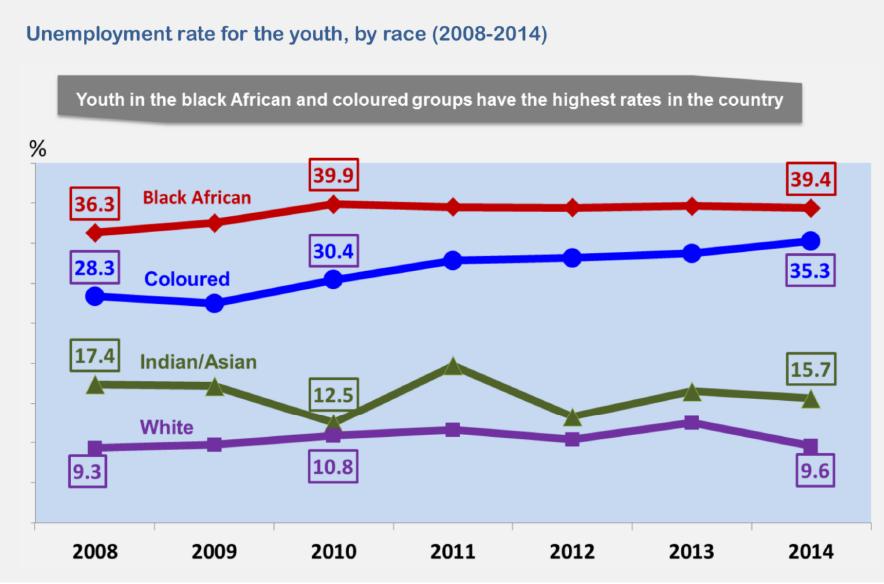 Unemployment rate for the youth, by race (2008-2014)
Youth in the black African and coloured groups have the highest rates in the country
%
36.3
Black African
39.9
39.4
28.3
Coloured
30.4
35.3
17.4
Indian/Asian
12.5
15.7
White
9.3
10.8
9.6
2008 2009 2010 2011 2012 2013 2014